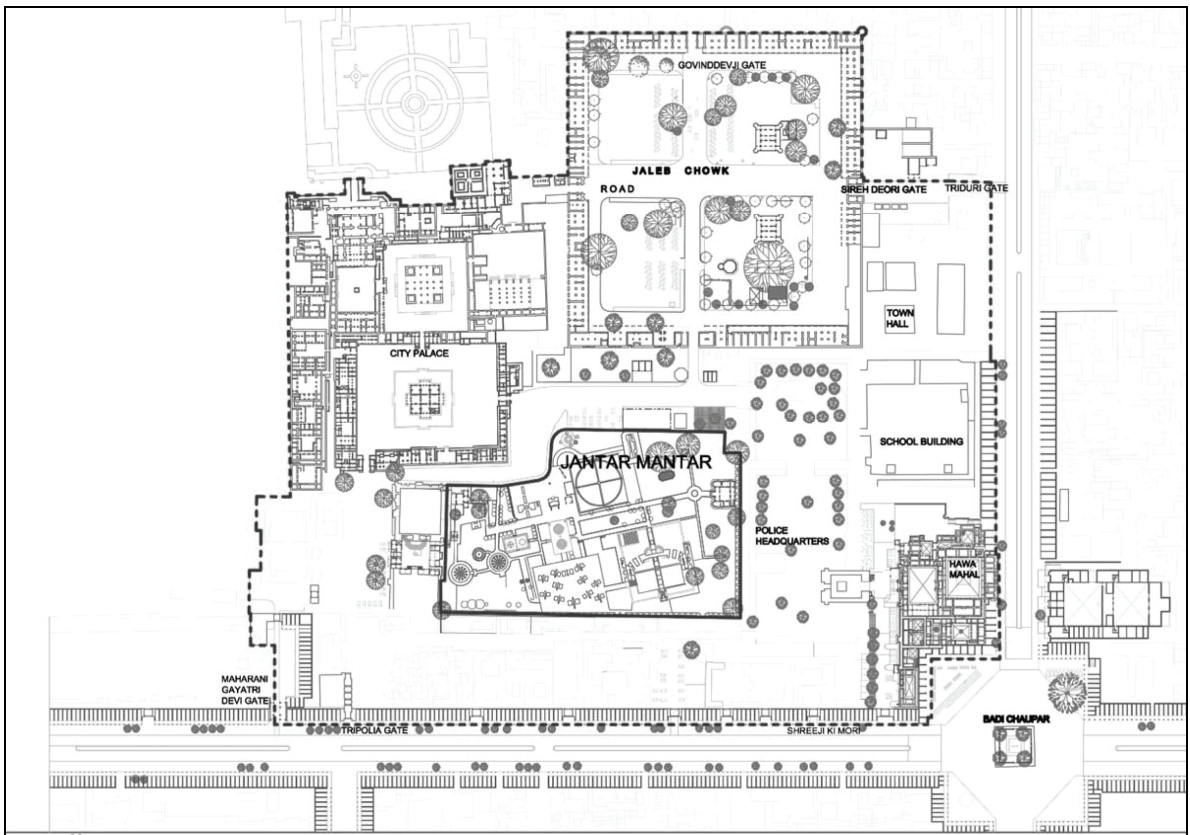 GOVINDDEVJI GATE
JALEB CHOWK
ROAD
SIREH DEORI GATE
TRIDURI GATE
TOWN
HALL
CITY PALACE
SCHOOL BUILDING
JANTAR MANTAR
POLICE
HEADQUARTERS
HAWA
MAHAL
MAHARANI
GAYATRI
DEVI GATE
TRIPOLIA GATE
SHREEJI KI MORI
BADI CHAUPAR